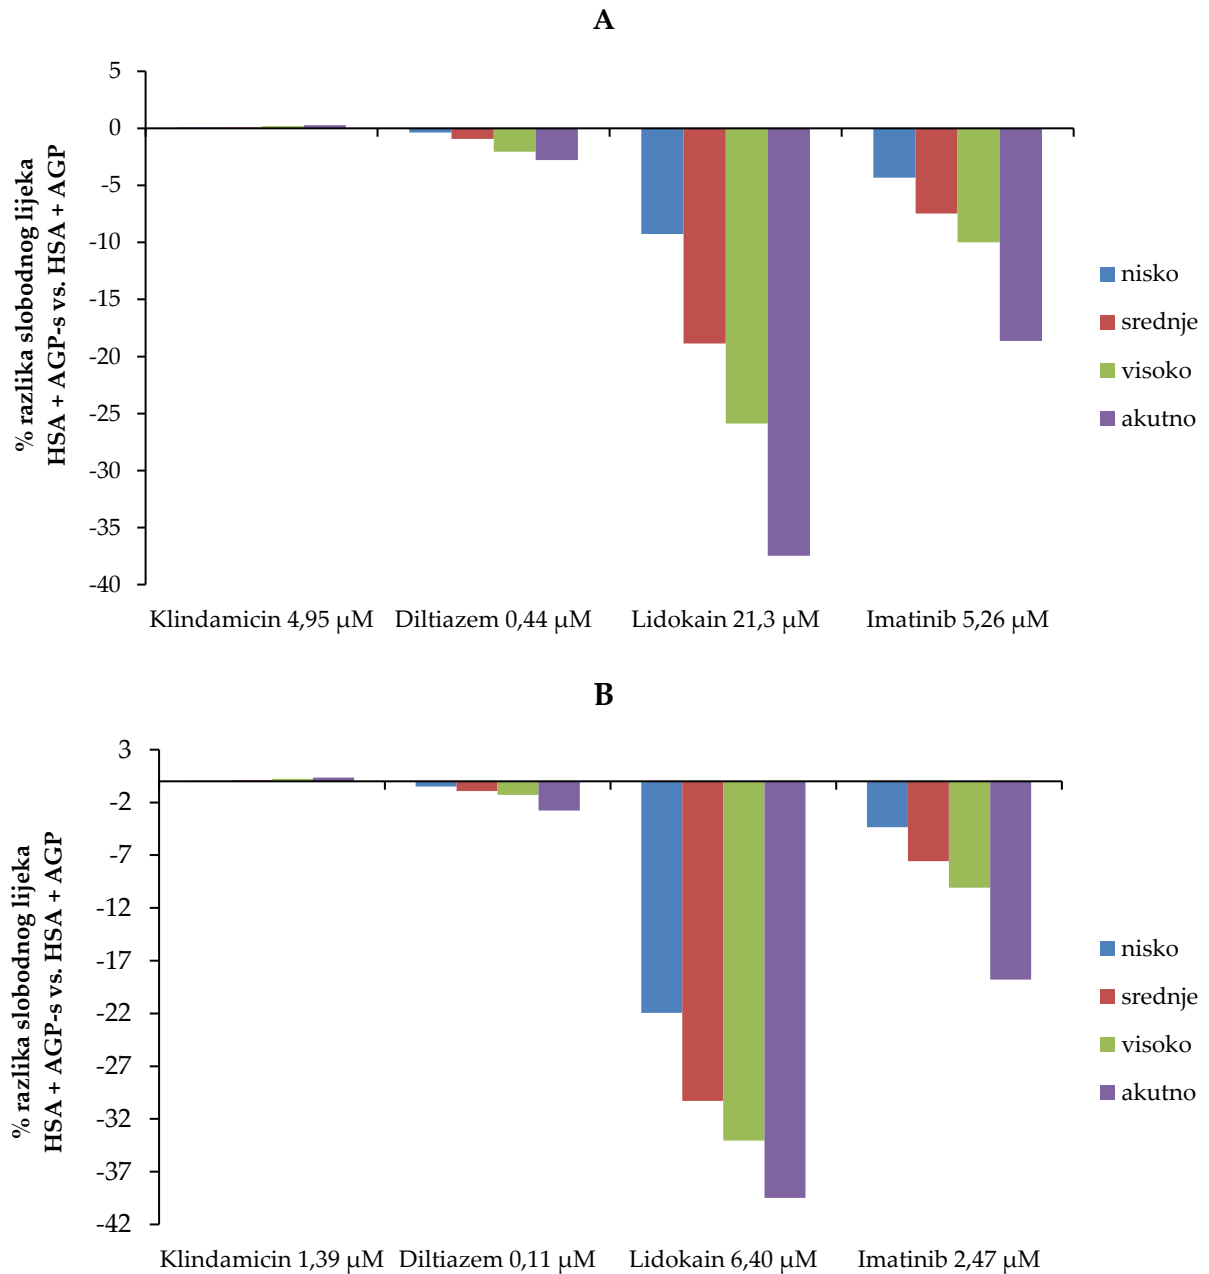 A
5
0
-5
-10
-15
-20
-25
-30
-35
-40
% razlika slobodnog lijeka
HSA + AGP-s vs. HSA + AGP
Klindamicin 4,95 µM
Diltiazem 0,44 µM
Lidokain 21,3 µM
Imatinib 5,26 µM
nisko
srednje
visoko
akutno
B
3
-2
-7
-12
-17
-22
-27
-32
-37
-42
% razlika slobodnog lijeka
HSA + AGP-s vs. HSA + AGP
Klindamicin 1,39 µM
Diltiazem 0,11 µM
Lidokain 6,40 µM
Imatinib 2,47 µM
nisko
srednje
visoko
akutno